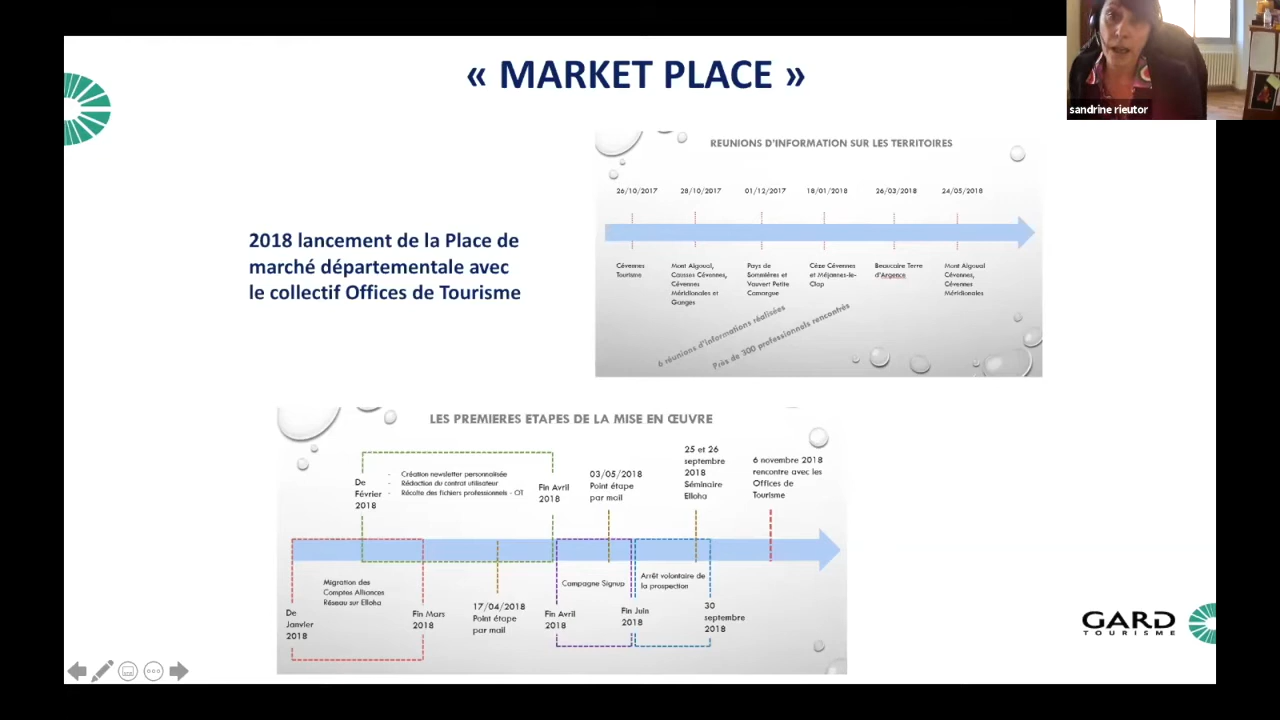 « MARKET PLACE »
sandrine rieutor
REUNIONS D'INFORMATION SUR LES TERRITOIRES
26/10/2017
28/10/2017
01/12/2017
18/01/2018
26/03/2018
24/05/2018
Cévennes
Tourisme
Mont Aigoual,
Causses Cévennes,
Cévennes
Méridionales et
Ganges
Pays de
Sommières et
Vauvert Petite
Camargue
Cèze Cévennes
et Méjannes-le-
Clap
Beaucaire Terre
d'Argence
Mont Aigoual
Cévennes,
Cévennes
Méridionales
6 réunions d'informations réalisées
Près de 300 professionnels rencontrés
2018 lancement de la Place de
marché départementale avec
le collectif Offices de Tourisme
LES PREMIERES ETAPES DE LA MISE EN ŒUVRE
De
Février
2018
- Création newsletter personnalisée
- Rédaction du contrat utilisateur
- Récolte des fichiers professionnels - OT
Fin Avril
2018
03/05/2018
Point étape
par mail
25 et 26
septembre
2018
Séminaire
Elloha
6 novembre 2018
rencontre avec les
Offices de
Tourisme
Migration des
Comptes Alliances
Réseau sur Elloha
De
Janvier
2018
Fin Mars
2018
17/04/2018
Point étape
par mail
Campagne Signup
Fin Avril
2018
Fin Juin
2018
Arrêt volontaire de
la prospection
30
septembre
2018
GARD
TOURISME